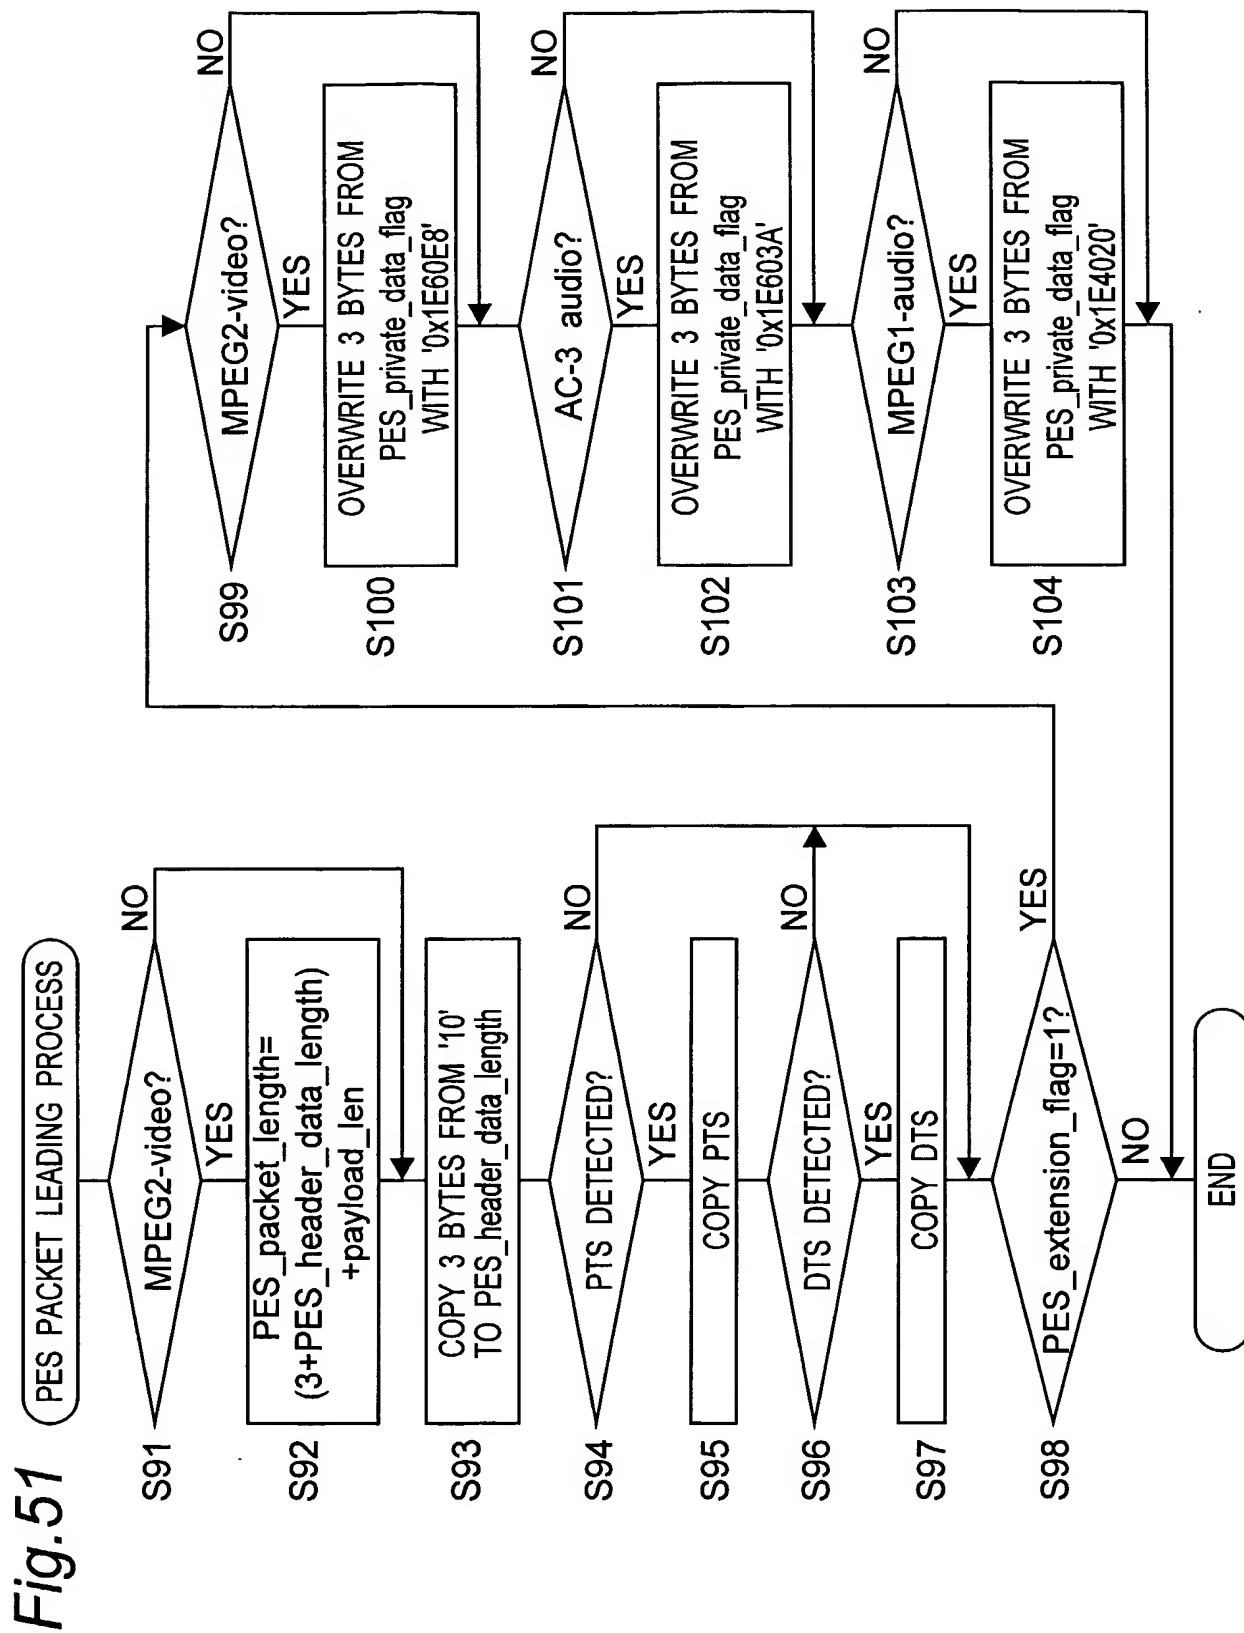 Fig.51
PES PACKET LEADING PROCESS
S91
MPEG2-video?
NO
YES
S92
PES_packet_length=
(3+PES_header_data_length)
+payload_len
S93
COPY 3 BYTES FROM '10'
TO PES_header_data_length
S94
PTS DETECTED?
NO
YES
S95
COPY PTS
S96
DTS DETECTED?
NO
YES
S97
COPY DTS
S98
PES_extension_flag=1?
YES
NO
END
S99
MPEG2-video?
NO
YES
S100
OVERWRITE 3 BYTES FROM
PES_private_data_flag
WITH '0x1E60E8'
S101
AC-3 audio?
NO
YES
S102
OVERWRITE 3 BYTES FROM
PES_private_data_flag
WITH '0x1E603A'
S103
MPEG1-audio?
NO
YES
S104
OVERWRITE 3 BYTES FROM
PES_private_data_flag
WITH '0x1E4020'